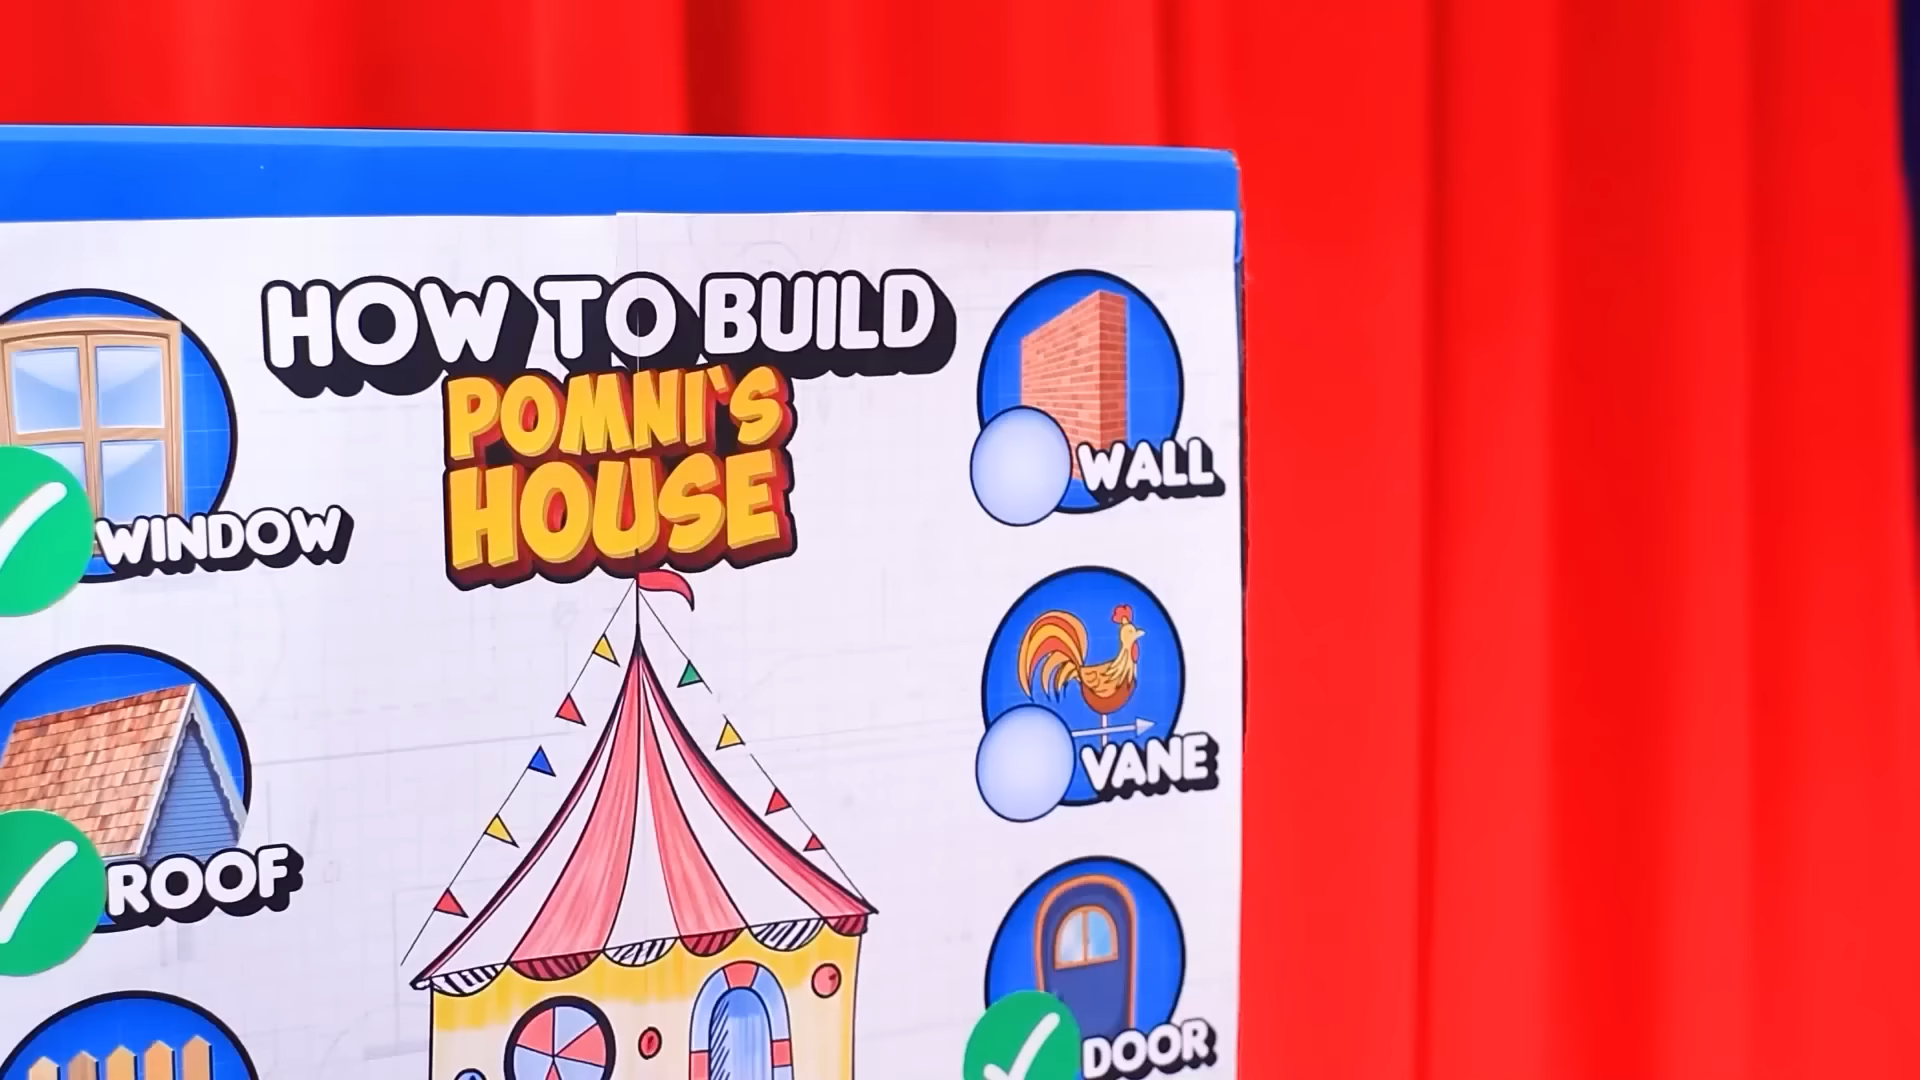 HOW TO BUILD
POMNI'S
HOUSE
WINDOW
ROOF
WALL
VANE
DOOR